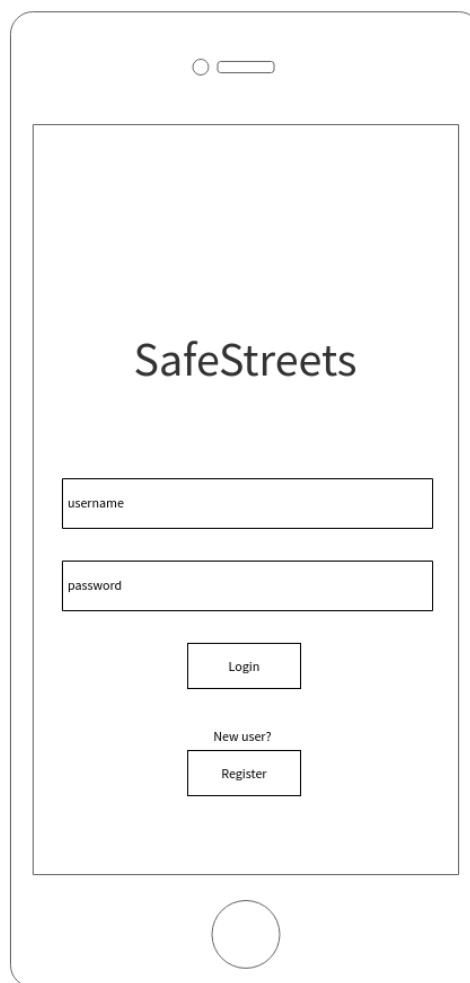 SafeStreets
username
password
Login
New user?
Register